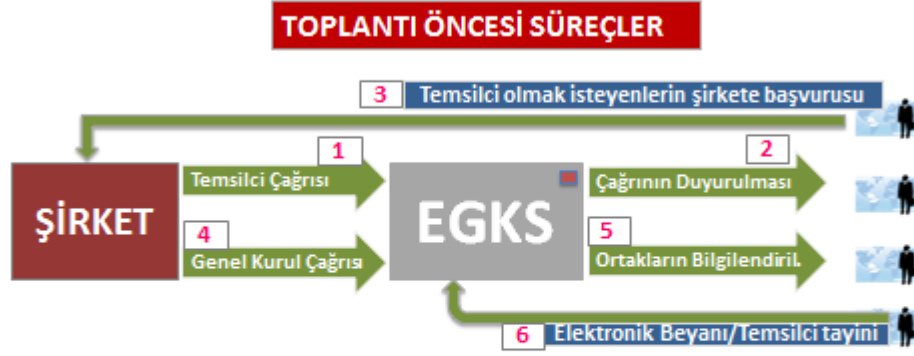 TOPLANTI ÖNCESİ SÜREÇLER
3 Temsilci olmak isteyenlerin şirkete başvurusu
1
2
Temsilci Çağrısı
Çağrının Duyurulması
ŞİRKET
EGKS
4
5
Genel Kurul Çağrısı
Ortakların Bilgilendiril.
6 Elektronik Beyanı/Temsilci tayini